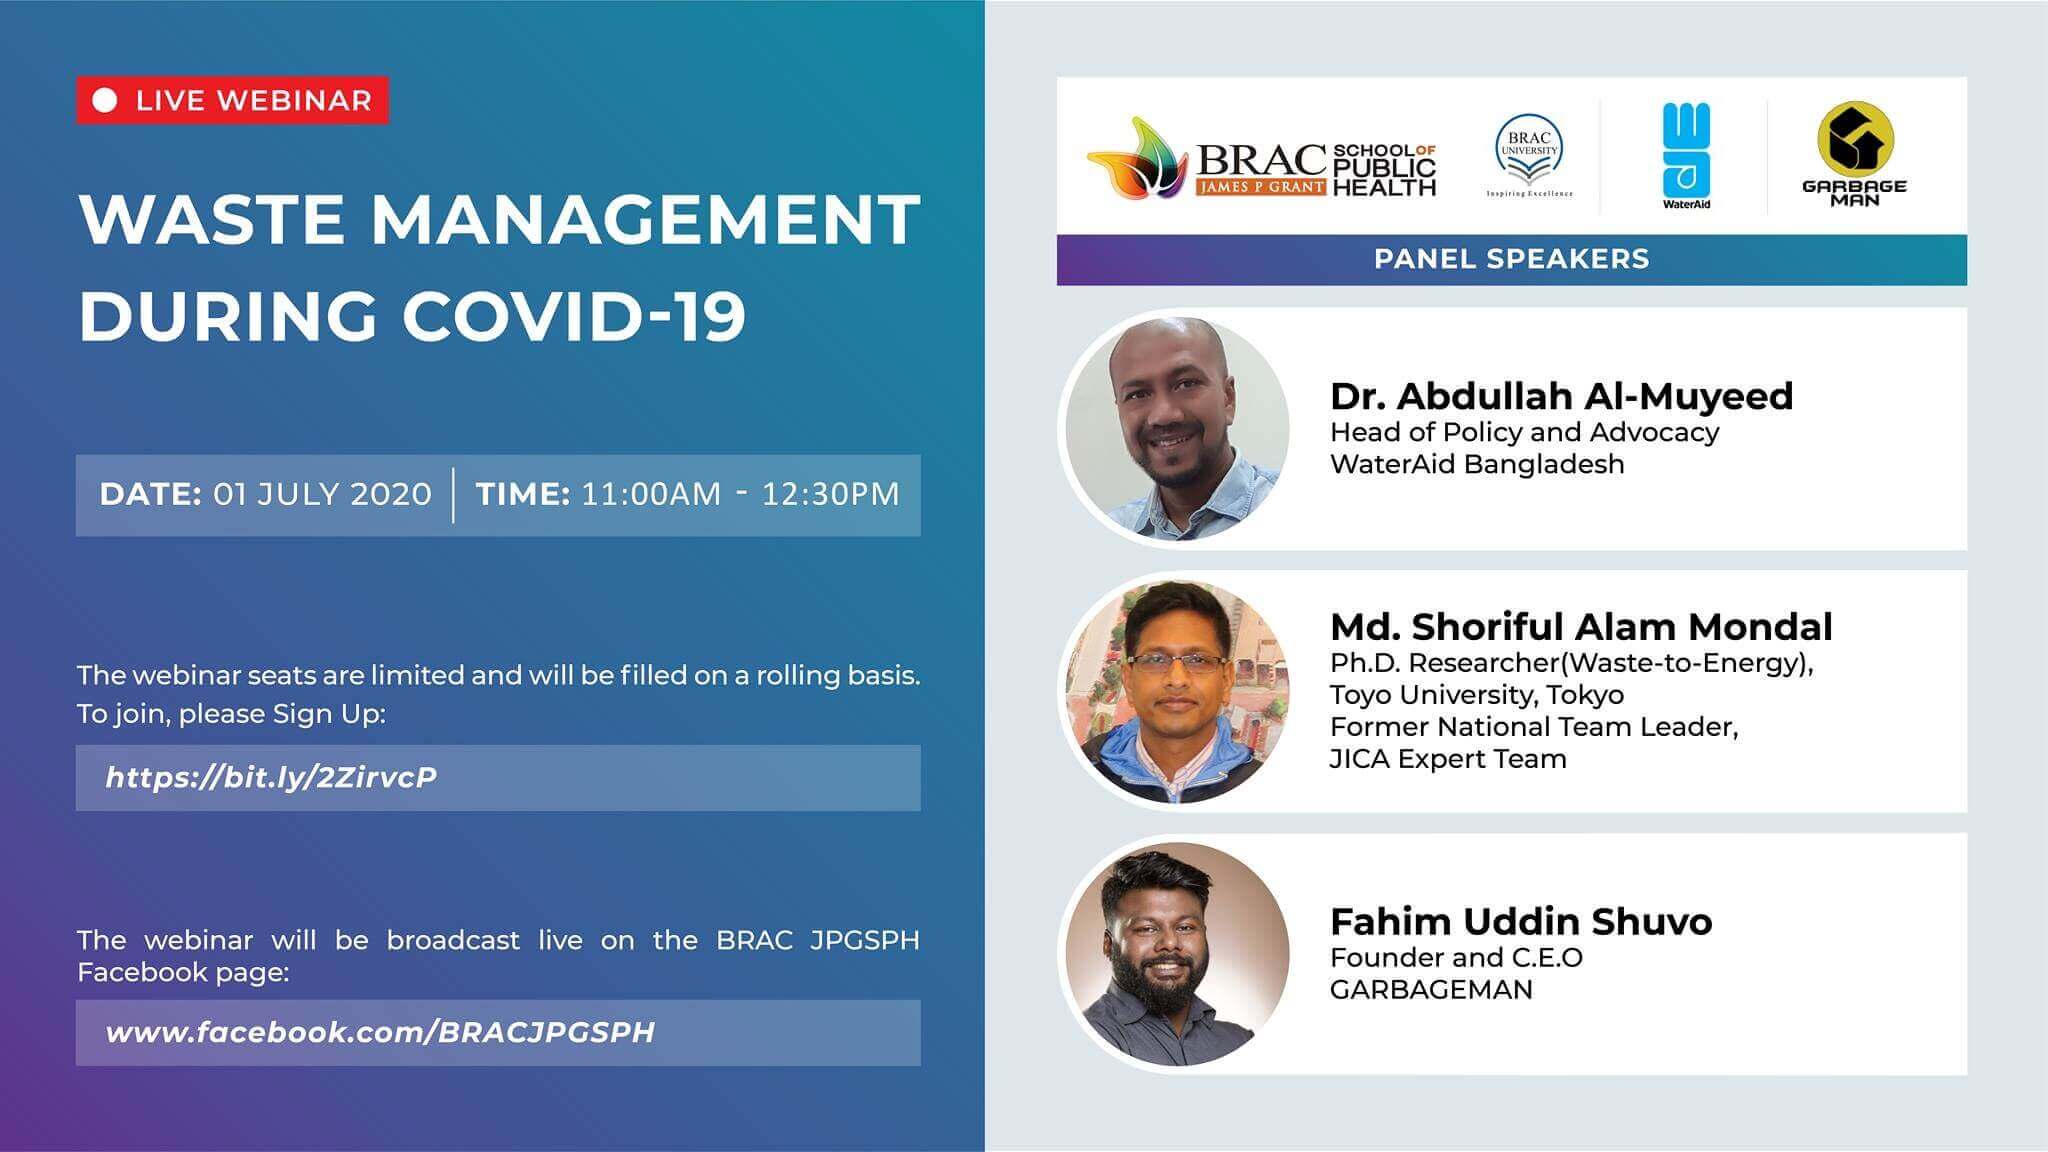 LIVE WEBINAR
WASTE MANAGEMENT
DURING COVID-19
DATE: 01 JULY 2020 | TIME: 11:00AM - 12:30PM
The webinar seats are limited and will be filled on a rolling basis.
To join, please Sign Up:
https://bit.ly/2ZirvcP
The webinar will be broadcast live on the BRAC JPGSPH
Facebook page:
www.facebook.com/BRACJPGSPH
BRAC
JAMES P GRANT
SCHOOL OF
PUBLIC
HEALTH
BRAC
UNIVERSITY
Inspiring Excellence
WaterAid
GARBAGE
MAN
PANEL SPEAKERS
Dr. Abdullah Al-Muyeed
Head of Policy and Advocacy
WaterAid Bangladesh
Md. Shoriful Alam Mondal
Ph.D. Researcher(Waste-to-Energy),
Toyo University, Tokyo
Former National Team Leader,
JICA Expert Team
Fahim Uddin Shuvo
Founder and C.E.O
GARBAGEMAN